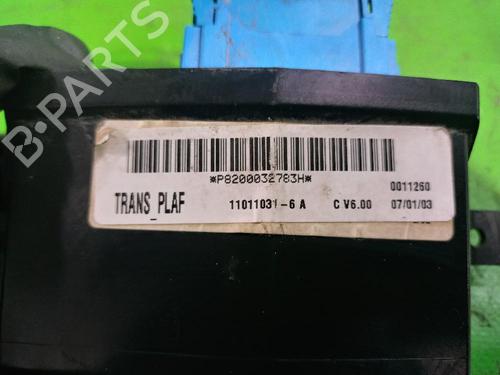 B-PARTS
*P8200032783H*
0011260
TRANS_PLAF 11011031-6 A C V6.00 07/01/03